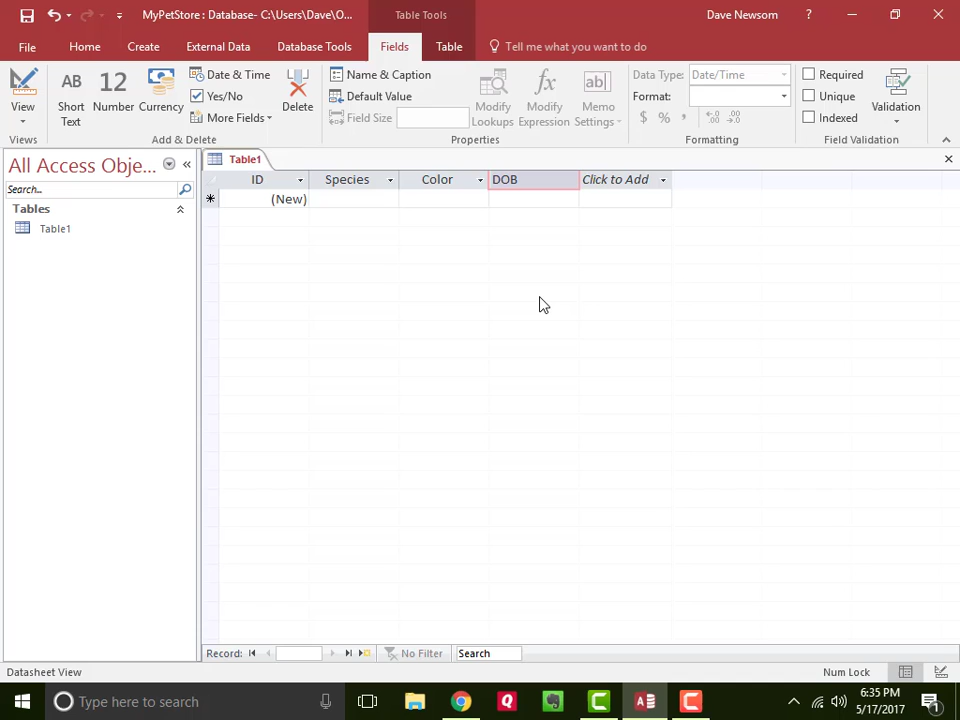 MyPetStore : Database- C:\Users\Dave\O...
Table Tools
Dave Newsom
?
File
Home
Create
External Data
Database Tools
Fields
Table
Tell me what you want to do
View
Views
AB
Short
Text
12
Number
Currency
Date & Time
Yes/No
More Fields
Delete
Add & Delete
Name & Caption
Default Value
Field Size
Modify
Lookups
fx
Modify
Expression
ab
Memo
Settings
Properties
Data Type: Date/Time
Format:
$ % , .00 .00
Formatting
Required
Unique
Indexed
Validation
Field Validation
All Access Obje...
Search...
Tables
Table1
Table1
ID Species Color DOB Click to Add
(New)
Record:
No Filter
Search
Datasheet View
Num Lock
Type here to search
6:35 PM
5/17/2017
1